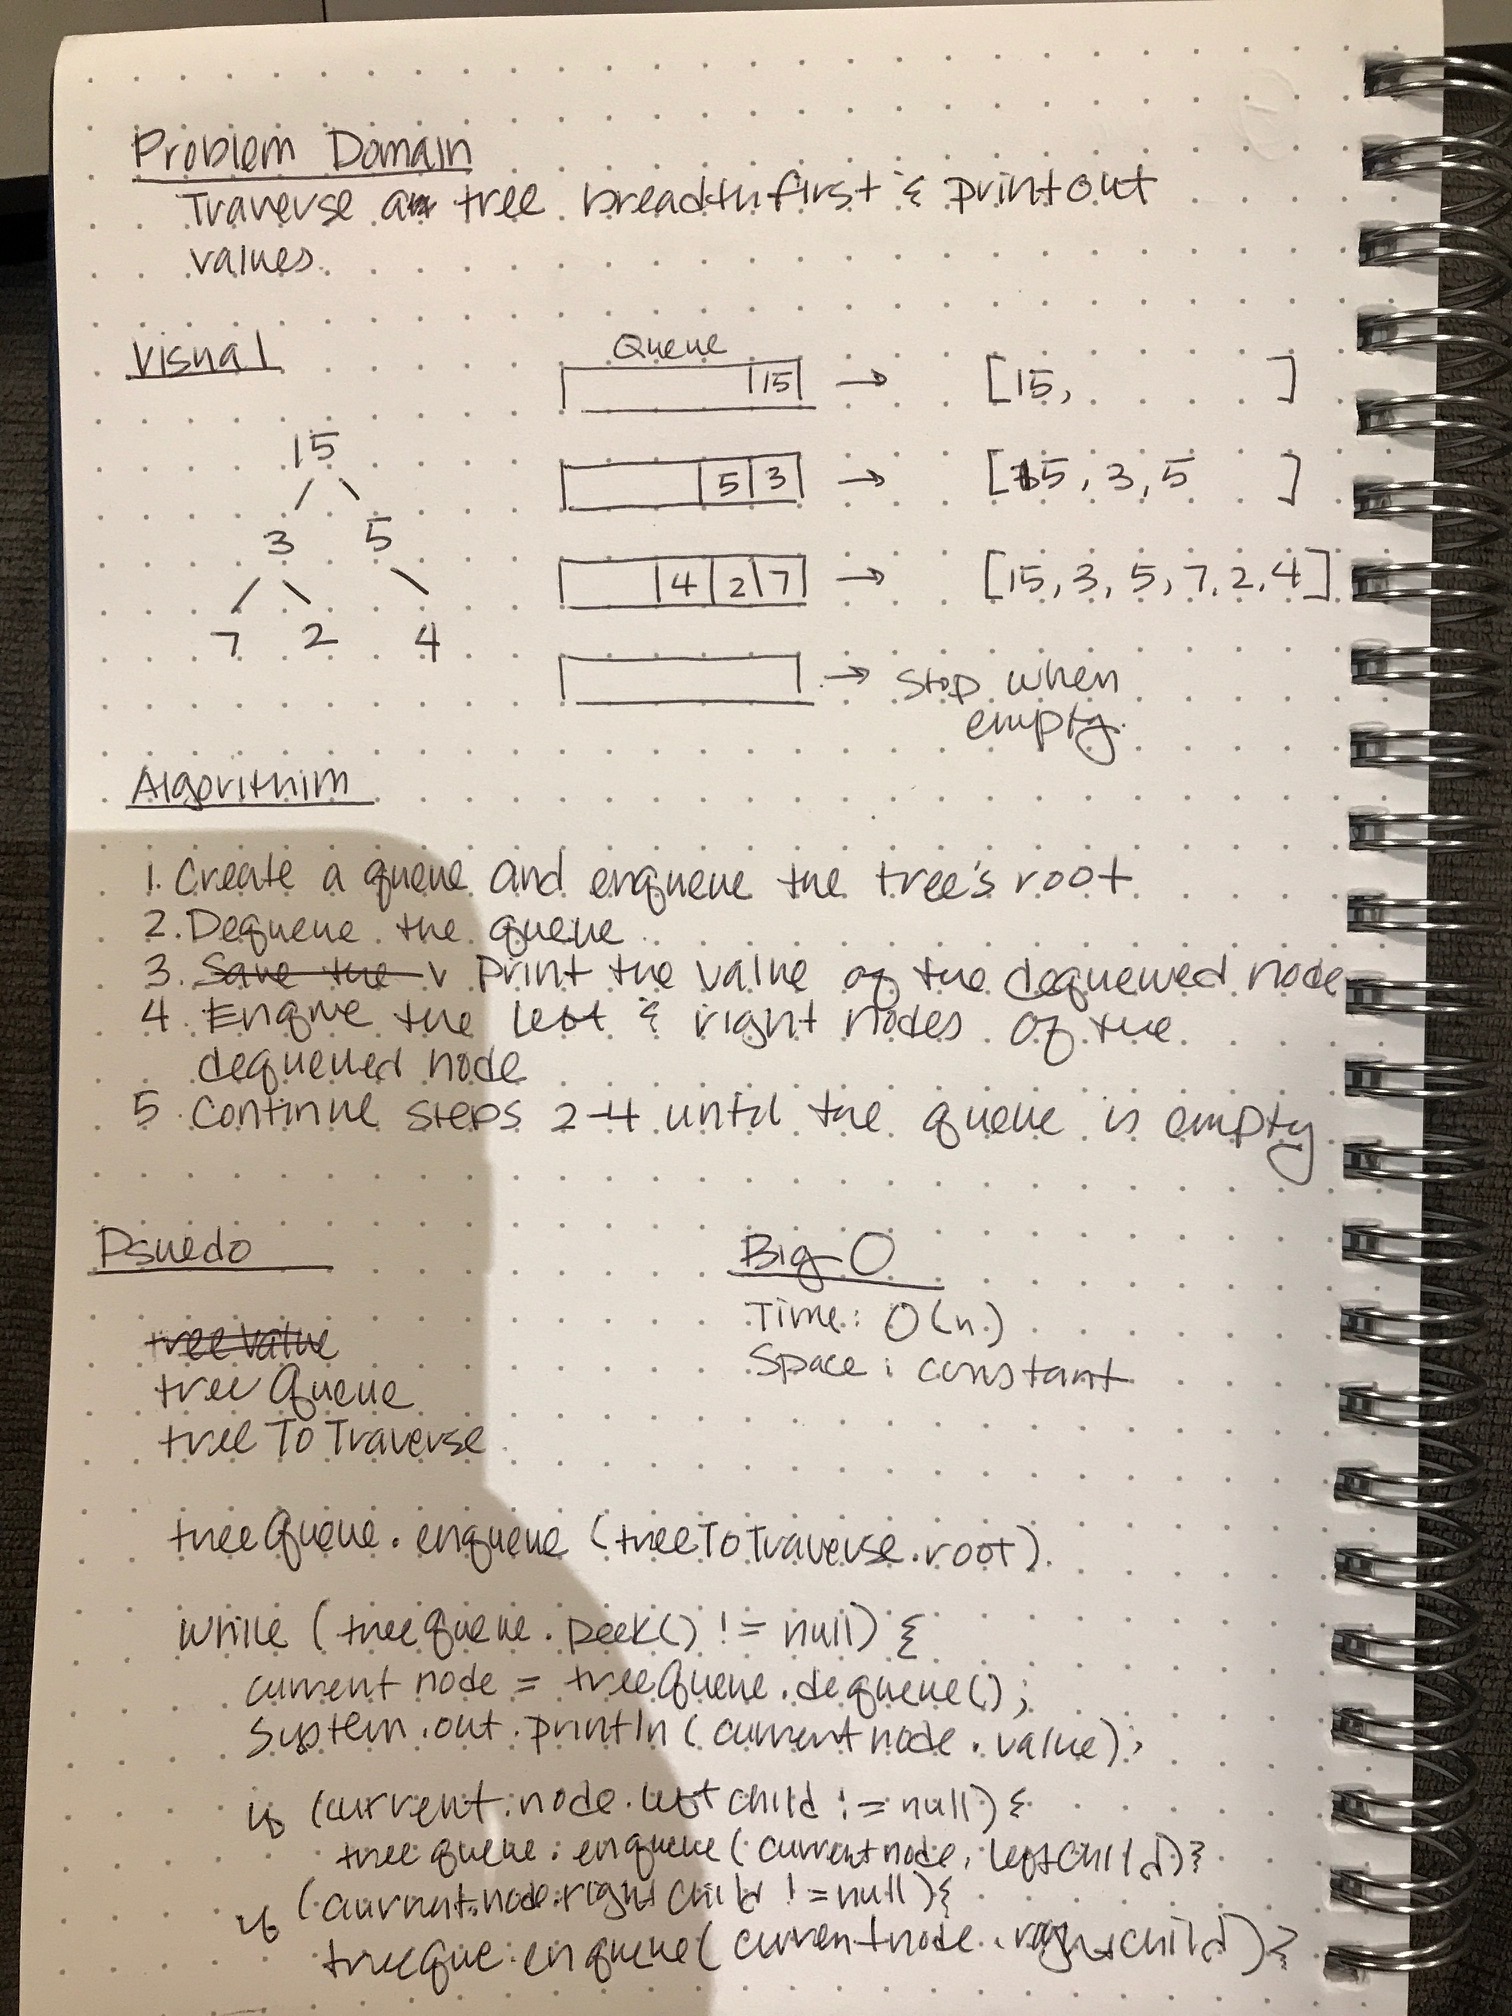 Problem Domain
Traverse a tree breadth first & print out
values.
Visual
Queue
15
[15, ]
15
3 5
7 2 4
5 3
[15, 3, 5 ]
4 2 7
[15, 3, 5, 7, 2, 4]
→ Stop when
empty.
Algorithim
1. Create a queue and enqueue the tree's root
2. Dequeue the queue
3. Save the v Print the value of the dequewed node
4. Enqueue the left & right nodes of the
dequeued node
5. Continue steps 2-4 until the queue is empty
Psuedo
tree value
tree Queue
tree To Traverse
Big O
Time: O(n)
Space: constant
treeQueue.enqueue (treeToTraverse.root).
while (treequeue.peek() != null) {
current node = treeQueue.dequeue();
System.out.println(current node.value);
if (current.node.left child != null) {
tree queue.enqueue(current node.left child)}
if (current.node.right child != null){
treeque.enqueue(current node.right child)}